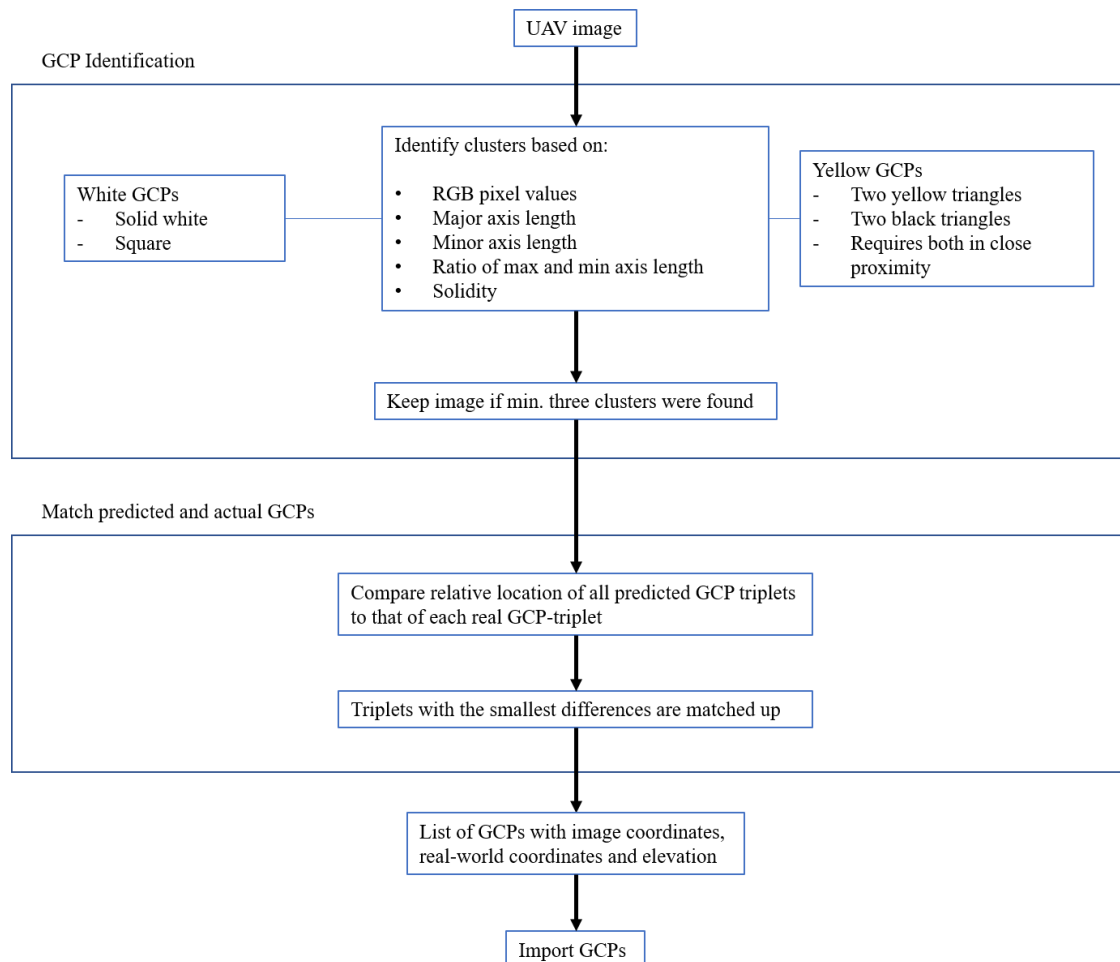 UAV image
GCP Identification
Identify clusters based on:
• RGB pixel values
• Major axis length
• Minor axis length
• Ratio of max and min axis length
• Solidity
White GCPs
- Solid white
- Square
Yellow GCPs
- Two yellow triangles
- Two black triangles
- Requires both in close
proximity
Keep image if min. three clusters were found
Match predicted and actual GCPs
Compare relative location of all predicted GCP triplets
to that of each real GCP-triplet
Triplets with the smallest differences are matched up
List of GCPs with image coordinates,
real-world coordinates and elevation
Import GCPs